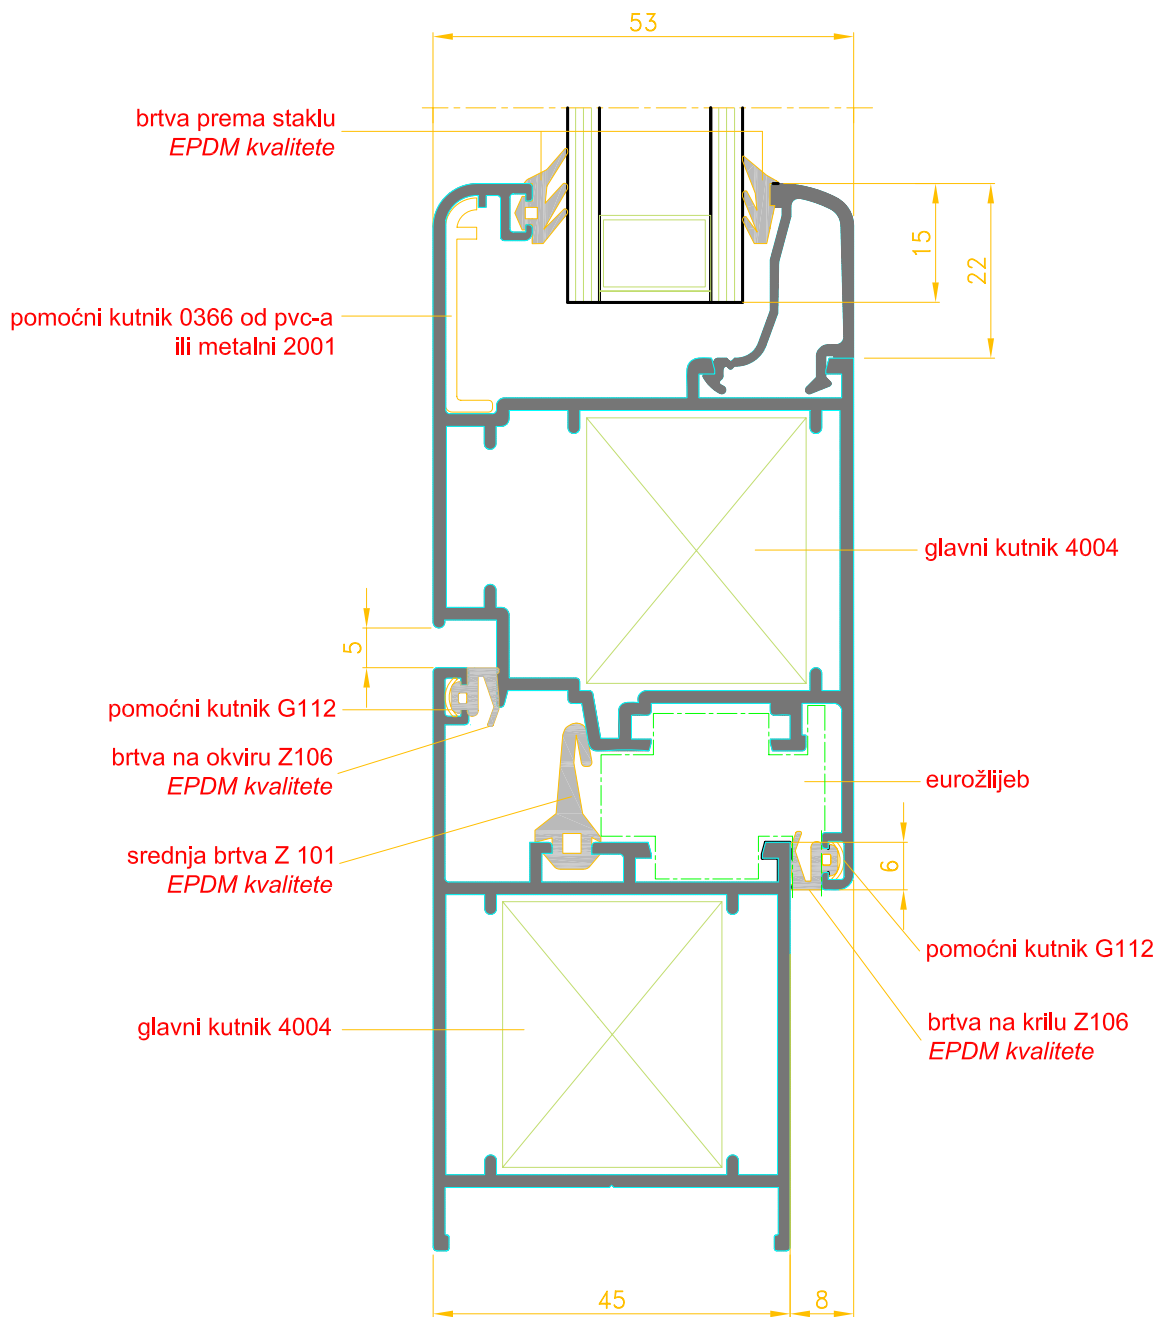 53
brtva prema staklu
EPDM kvalitete
15
22
pomoćni kutnik 0366 od pvc-a
ili metalni 2001
glavni kutnik 4004
5
pomoćni kutnik G112
brtva na okviru Z106
EPDM kvalitete
eurožlijeb
srednja brtva Z 101
EPDM kvalitete
6
pomoćni kutnik G112
glavni kutnik 4004
brtva na krilu Z106
EPDM kvalitete
45
8